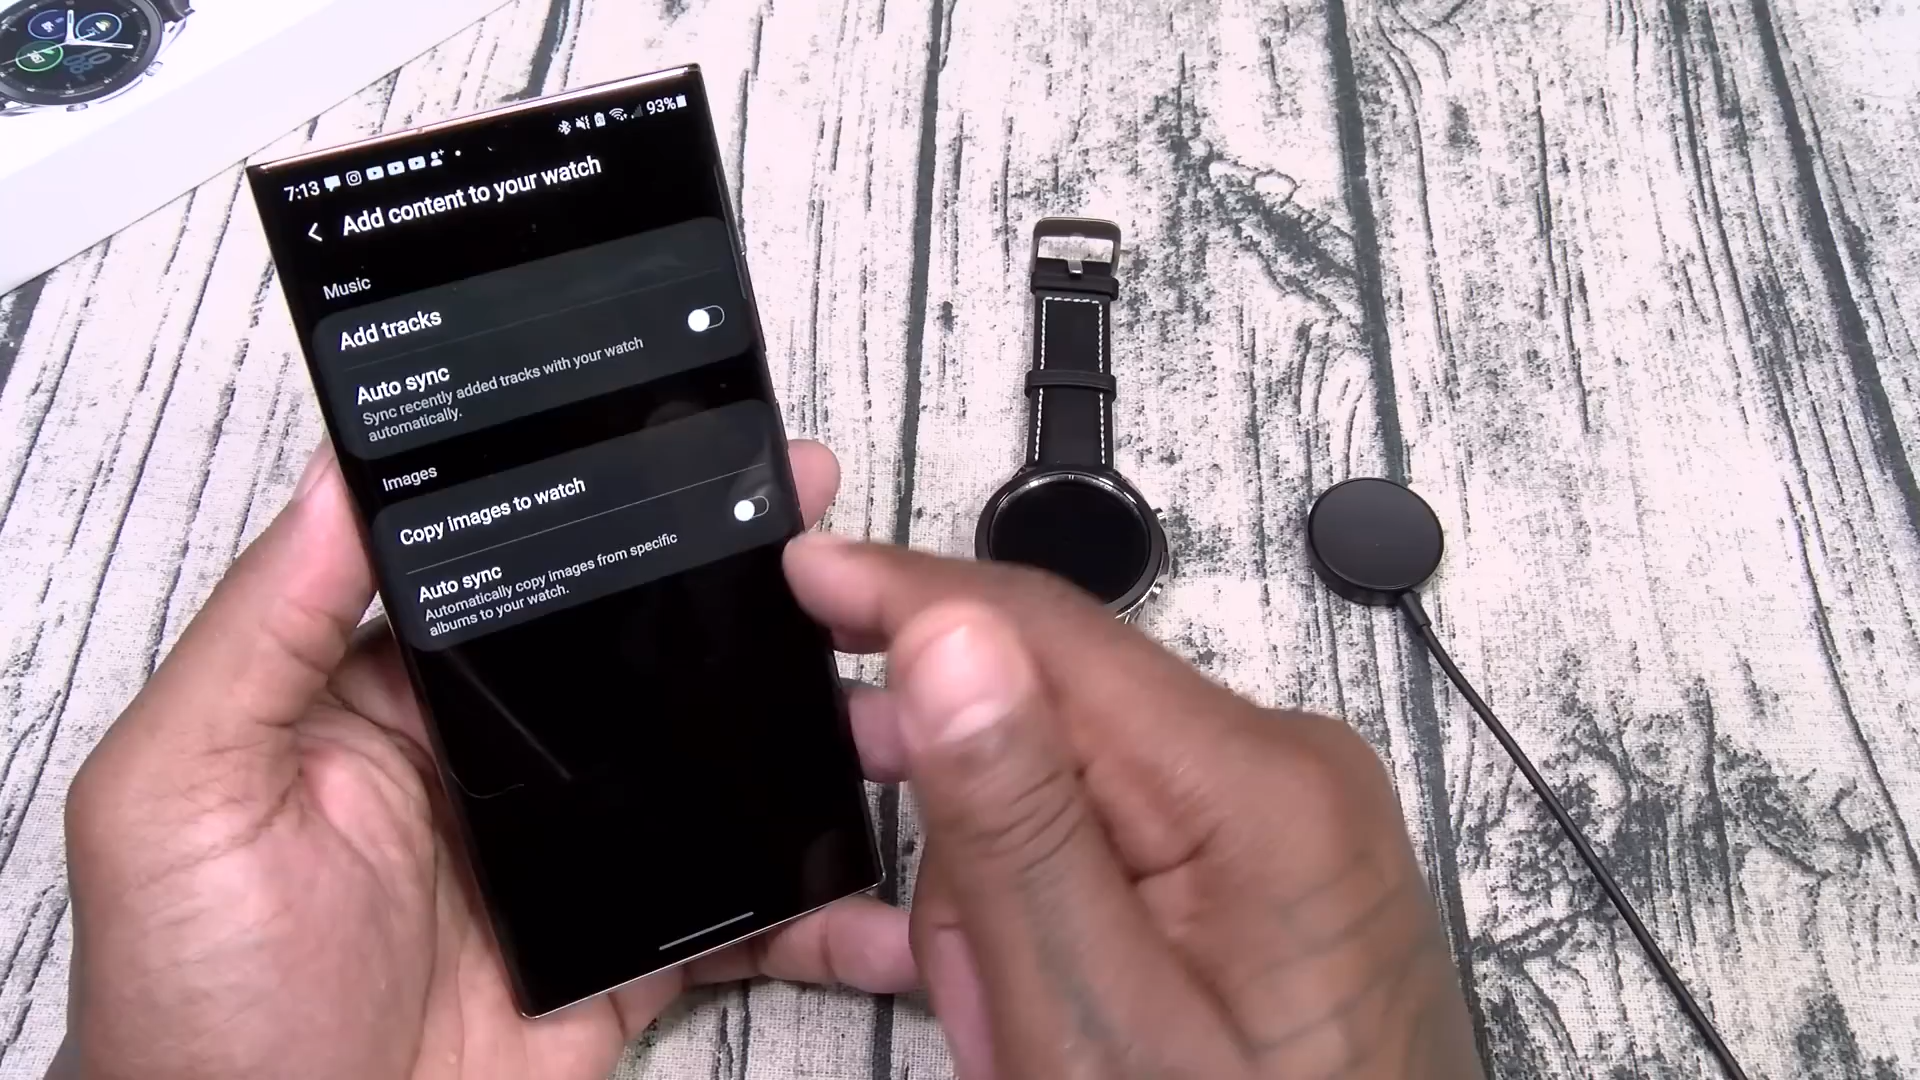 7:13
93%
Add content to your watch
Music
Add tracks
Auto sync
Sync recently added tracks with your watch
automatically.
Images
Copy images to watch
Auto sync
Automatically copy images from specific
albums to your watch.